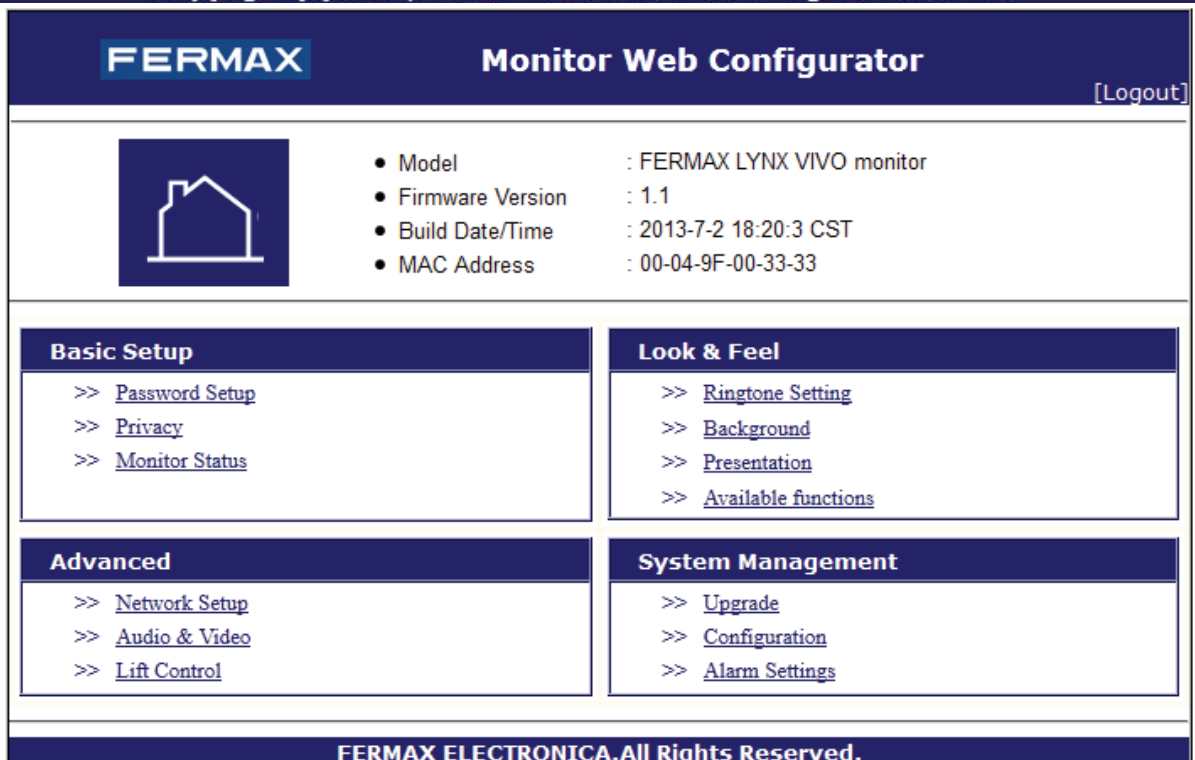 FERMAX
Monitor Web Configurator
[Logout]
● Model : FERMAX LYNX VIVO monitor
● Firmware Version : 1.1
● Build Date/Time : 2013-7-2 18:20:3 CST
● MAC Address : 00-04-9F-00-33-33
Basic Setup
>> Password Setup
>> Privacy
>> Monitor Status
Look & Feel
>> Ringtone Setting
>> Background
>> Presentation
>> Available functions
Advanced
>> Network Setup
>> Audio & Video
>> Lift Control
System Management
>> Upgrade
>> Configuration
>> Alarm Settings
FERMAX ELECTRONICA.All Rights Reserved.